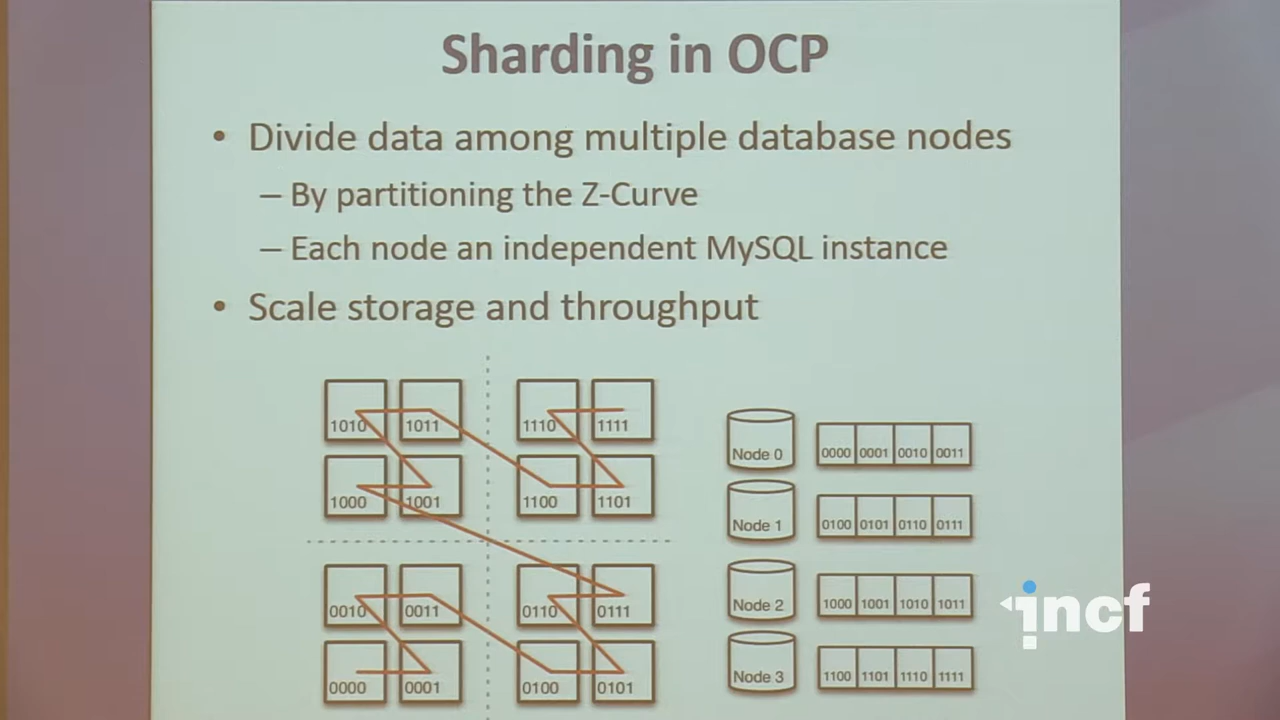 Sharding in OCP
• Divide data among multiple database nodes
– By partitioning the Z-Curve
– Each node an independent MySQL instance
• Scale storage and throughput
1010 1011 1110 1111
1000 1001 1100 1101
0010 0011 0110 0111
0000 0001 0100 0101
Node 0 0000 0001 0010 0011
Node 1 0100 0101 0110 0111
Node 2 1000 1001 1010 1011
Node 3 1100 1101 1110 1111
incf